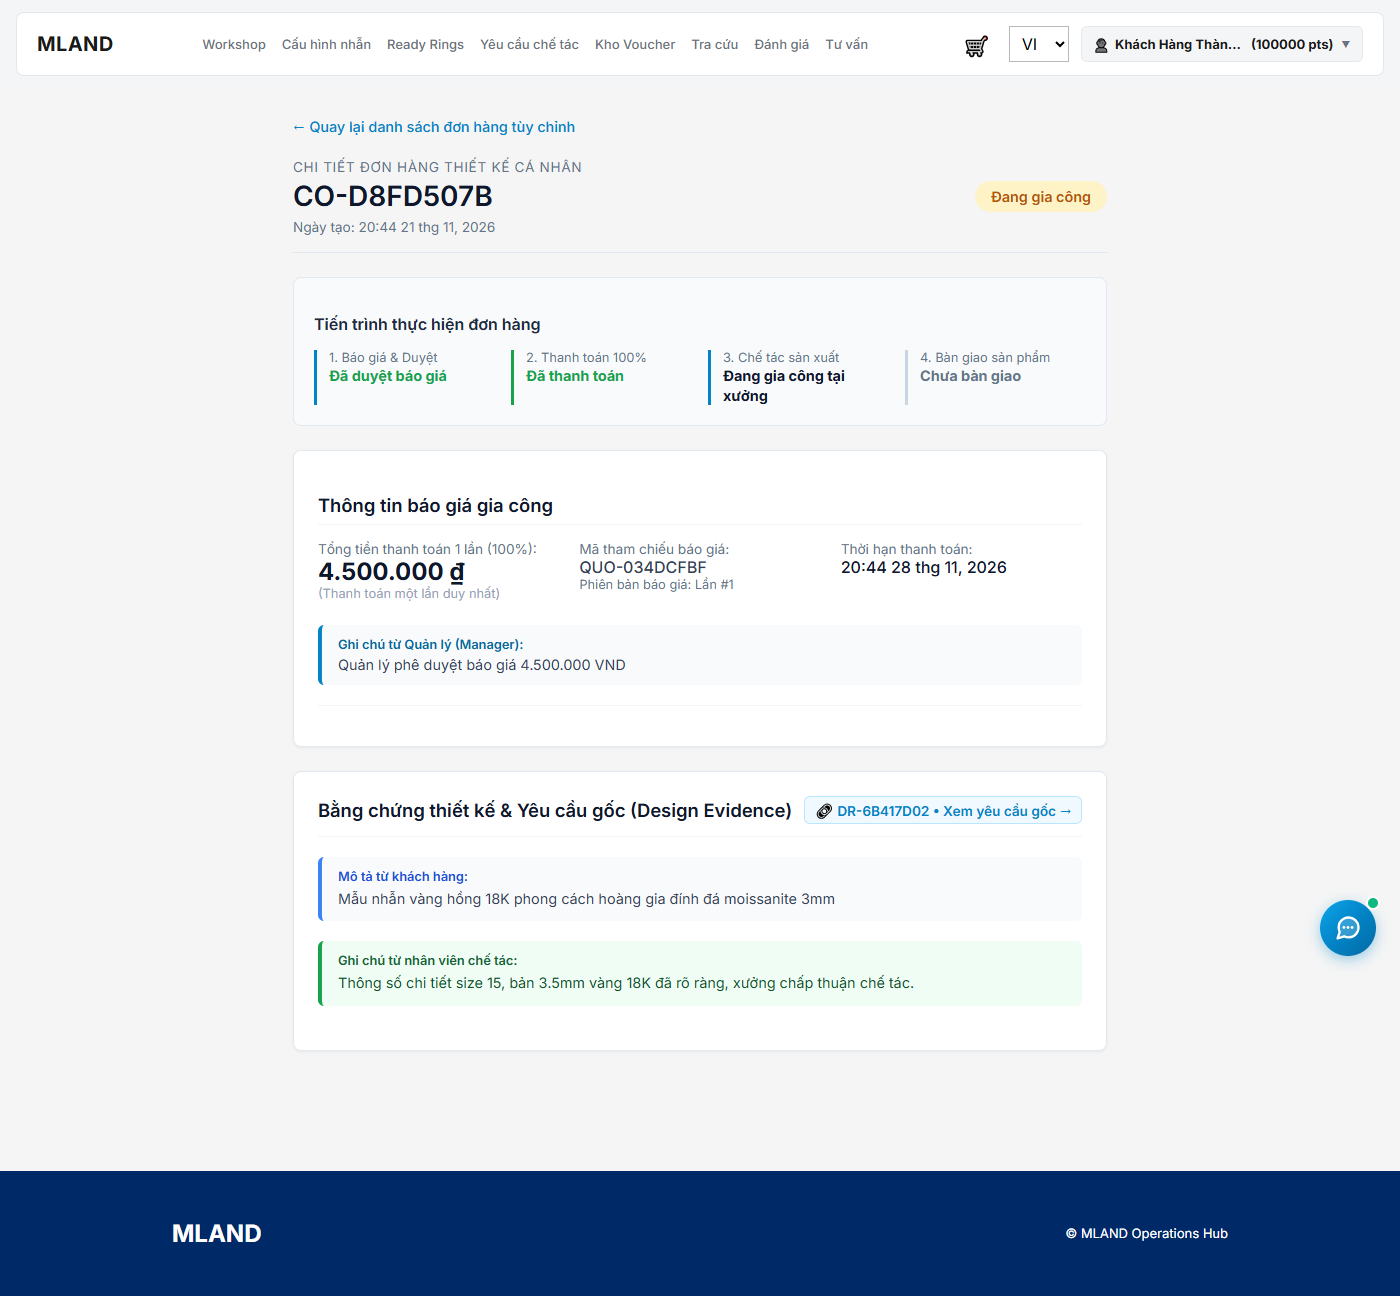 MLAND
Workshop
Cấu hình nhẫn
Ready Rings
Yêu cầu chế tác
Kho Voucher
Tra cứu
Đánh giá
Tư vấn
VI
Khách Hàng Thàn... (100000 pts) ▼
← Quay lại danh sách đơn hàng tùy chỉnh
CHI TIẾT ĐƠN HÀNG THIẾT KẾ CÁ NHÂN
CO-D8FD507B
Đang gia công
Ngày tạo: 20:44 21 thg 11, 2026
Tiến trình thực hiện đơn hàng
1. Báo giá & Duyệt
Đã duyệt báo giá
2. Thanh toán 100%
Đã thanh toán
3. Chế tác sản xuất
Đang gia công tại
xưởng
4. Bàn giao sản phẩm
Chưa bàn giao
Thông tin báo giá gia công
Tổng tiền thanh toán 1 lần (100%):
4.500.000 ₫
(Thanh toán một lần duy nhất)
Mã tham chiếu báo giá:
QUO-034DCFBF
Phiên bản báo giá: Lần #1
Thời hạn thanh toán:
20:44 28 thg 11, 2026
Ghi chú từ Quản lý (Manager):
Quản lý phê duyệt báo giá 4.500.000 VND
Bằng chứng thiết kế & Yêu cầu gốc (Design Evidence)
DR-6B417D02 • Xem yêu cầu gốc →
Mô tả từ khách hàng:
Mẫu nhẫn vàng hồng 18K phong cách hoàng gia đính đá moissanite 3mm
Ghi chú từ nhân viên chế tác:
Thông số chi tiết size 15, bản 3.5mm vàng 18K đã rõ ràng, xưởng chấp thuận chế tác.
MLAND
© MLAND Operations Hub